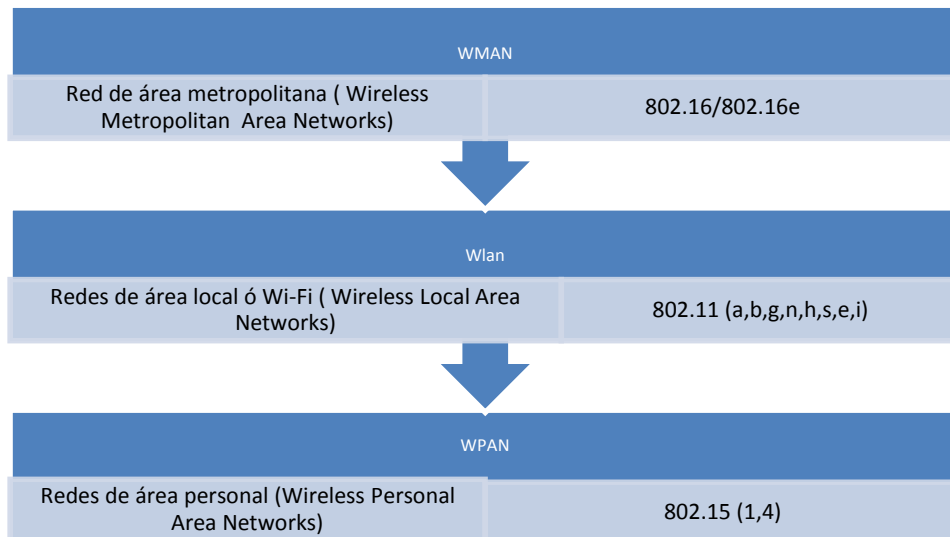 WMAN
Red de área metropolitana ( Wireless
Metropolitan Area Networks)
802.16/802.16e
Wlan
Redes de área local ó Wi-Fi ( Wireless Local Area
Networks)
802.11 (a,b,g,n,h,s,e,i)
WPAN
Redes de área personal (Wireless Personal
Area Networks)
802.15 (1,4)